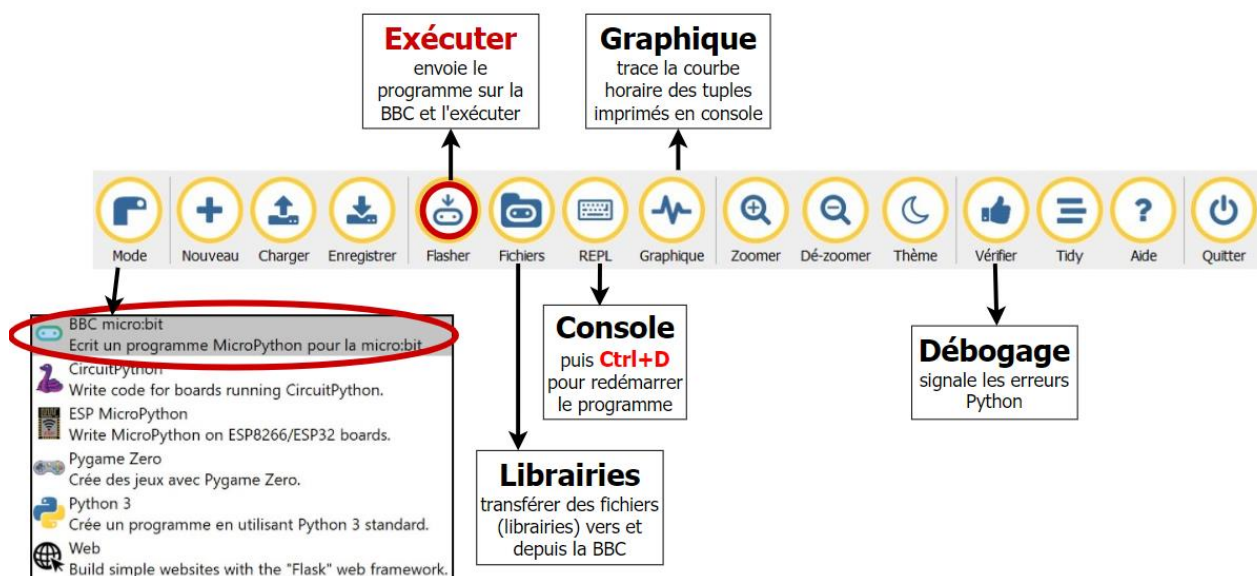 Exécuter
envoie le
programme sur la
BBC et l'exécuter
Graphique
trace la courbe
horaire des tuples
imprimés en console
Mode
Nouveau
Charger
Enregistrer
Flasher
Fichiers
REPL
Graphique
Zoomer
Dé-zoomer
Thème
Vérifier
Tidy
Aide
Quitter
BBC micro:bit
Ecrit un programme MicroPython pour la micro:bit
CircuitPython
Write code for boards running CircuitPython.
ESP MicroPython
Write MicroPython on ESP8266/ESP32 boards.
Pygame Zero
Crée des jeux avec Pygame Zero.
Python 3
Crée un programme en utilisant Python 3 standard.
Web
Build simple websites with the "Flask" web framework.
Console
puis Ctrl+D
pour redémarrer
le programme
Librairies
transférer des fichiers
(librairies) vers et
depuis la BBC
Débogage
signale les erreurs
Python